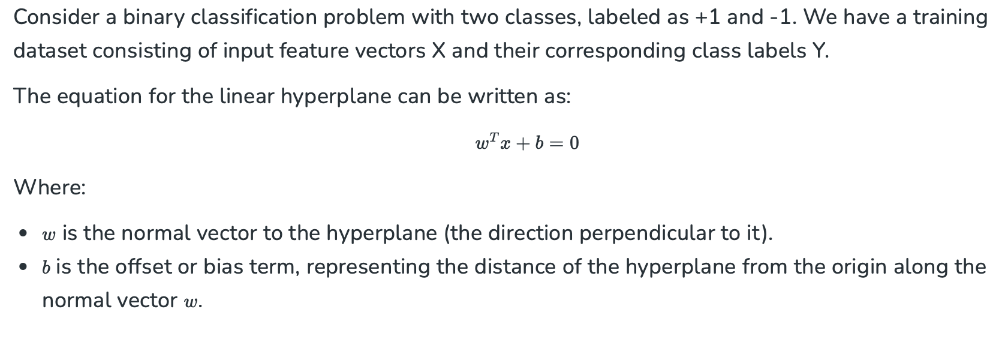 Consider a binary classification problem with two classes, labeled as +1 and -1. We have a training
dataset consisting of input feature vectors X and their corresponding class labels Y.
The equation for the linear hyperplane can be written as:
w^T x + b = 0
Where:
• w is the normal vector to the hyperplane (the direction perpendicular to it).
• b is the offset or bias term, representing the distance of the hyperplane from the origin along the
normal vector w.